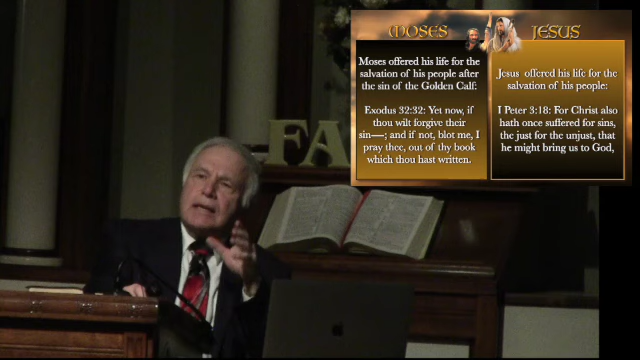 MOSES
JESUS
Moses offered his life for the
salvation of his people after
the sin of the Golden Calf:
Exodus 32:32: Yet now, if
thou wilt forgive their
sin—; and if not, blot me, I
pray thee, out of thy book
which thou hast written.
Jesus offered his life for the
salvation of his people:
I Peter 3:18: For Christ also
hath once suffered for sins,
the just for the unjust, that
he might bring us to God,
FA